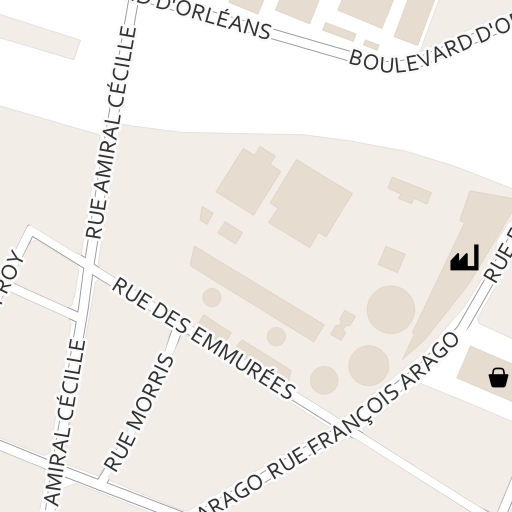 D D'ORLÉANS
BOULEVARD D'O
RUE AMIRAL CÉCILLE
ROY
RUE DES EMMURÉES
RUE MORRIS
AMIRAL CÉCILLE
ARAGO-RUE FRANÇOIS ARAGO
RUE